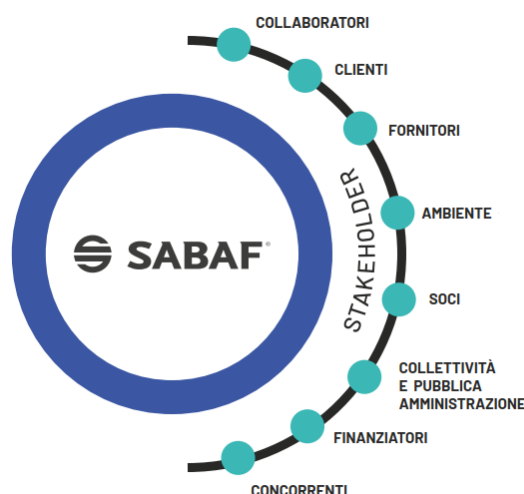 COLLABORATORI
CLIENTI
FORNITORI
STAKEHOLDER
AMBIENTE
SABAF
SOCI
COLLETTIVITÀ
E PUBBLICA
AMMINISTRAZIONE
FINANZIATORI
CONCORRENTI